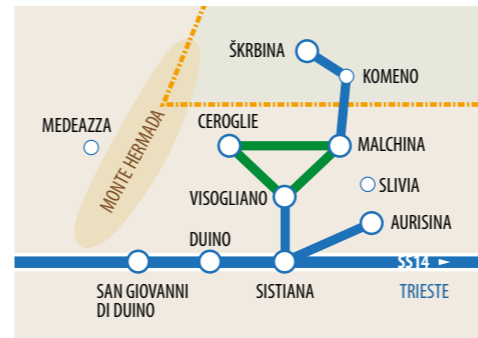 ŠKRBINA
KOMENO
MEDEAZZA
MONTE HERMADA
CEROGLIE
MALCHINA
VISOGLIANO
SLIVIA
AURISINA
DUINO
SS14 ►
SAN GIOVANNI
DI DUINO
SISTIANA
TRIESTE